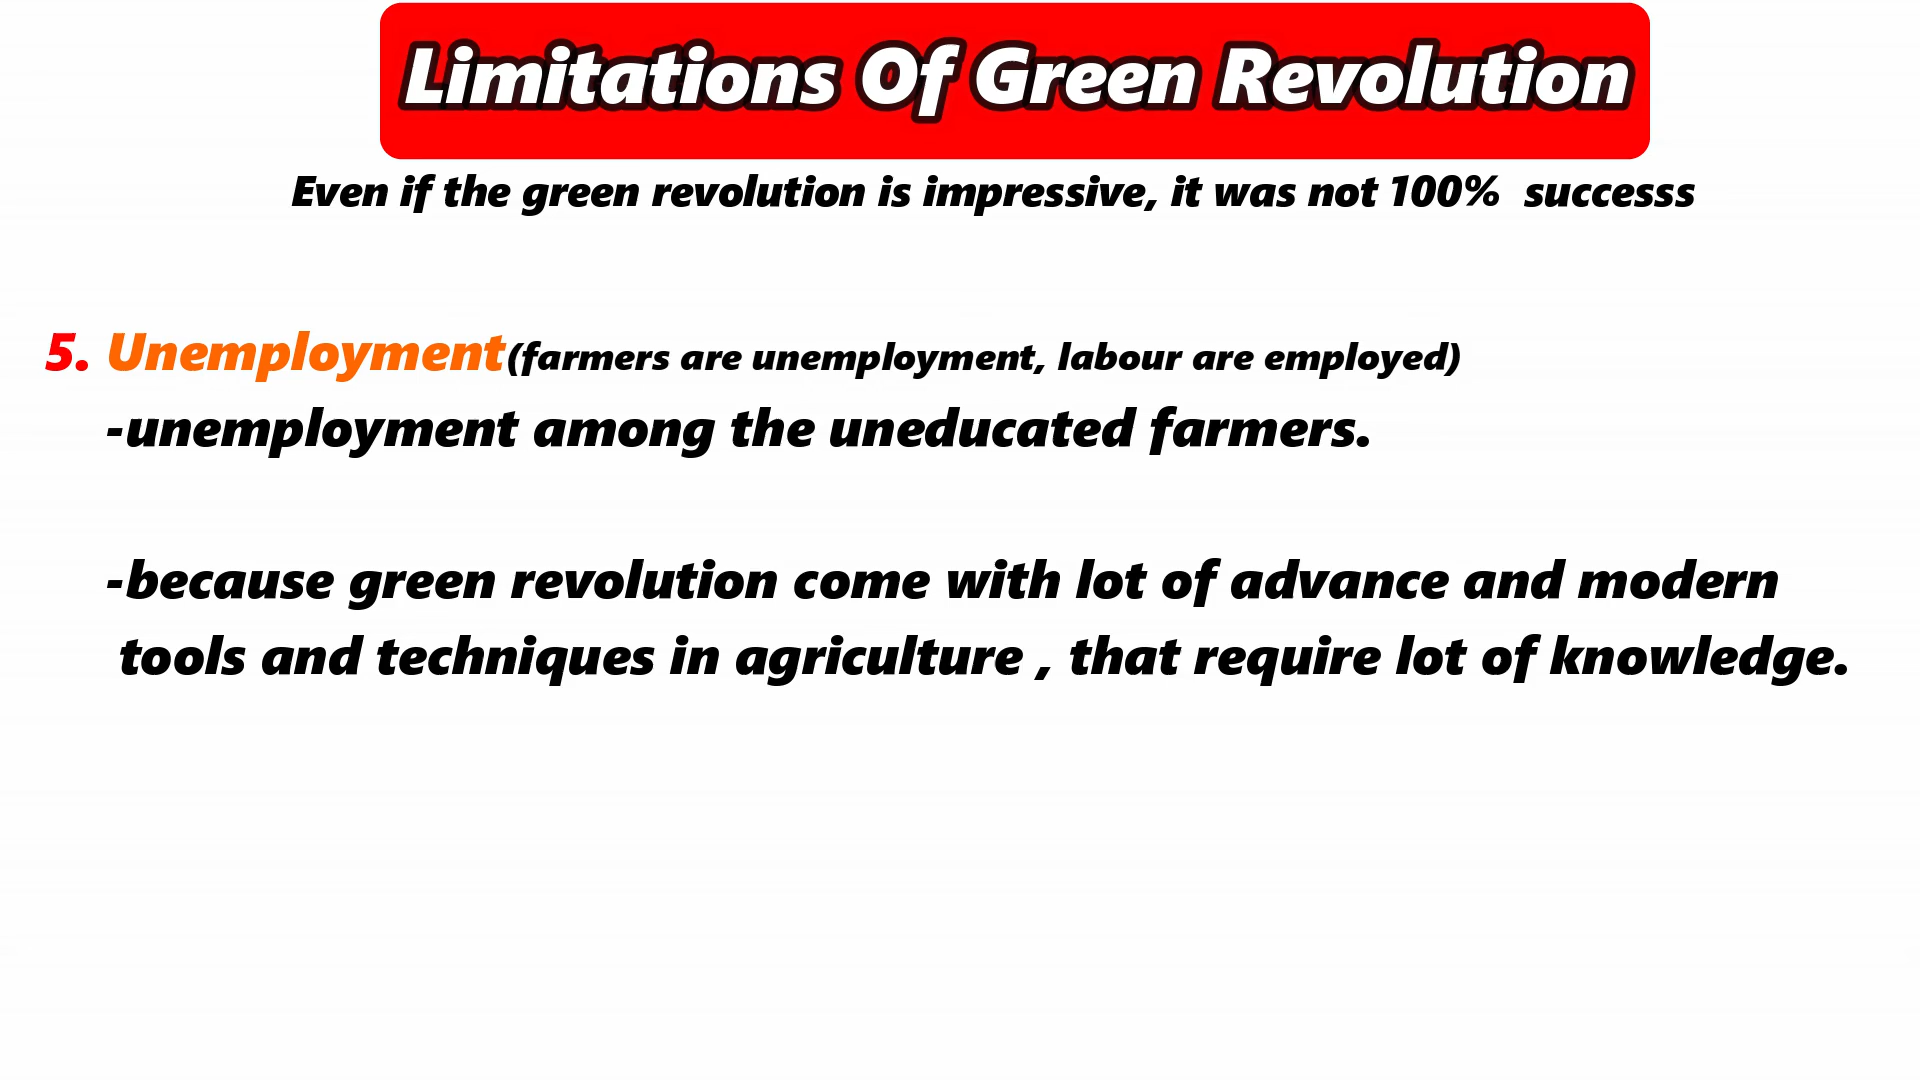 Limitations Of Green Revolution
Even if the green revolution is impressive, it was not 100% successs
5. Unemployment(farmers are unemployment, labour are employed)
-unemployment among the uneducated farmers.
-because green revolution come with lot of advance and modern
tools and techniques in agriculture , that require lot of knowledge.